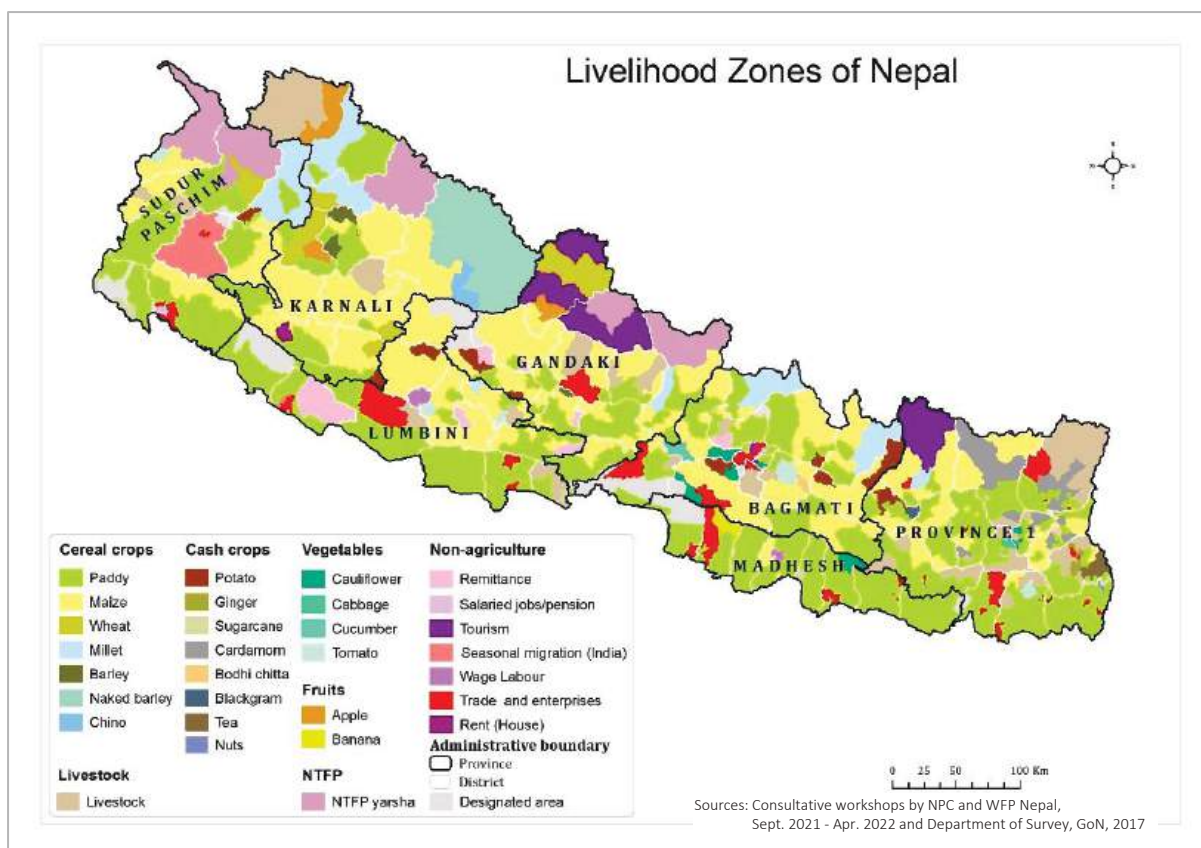 Livelihood Zones of Nepal
SUDUR
PASCHIM
KARNALI
GANDAKI
LUMBINI
BAGMATI
PROVINCE 1
MADHESH
Cereal crops
Paddy
Maize
Wheat
Millet
Barley
Naked barley
Chino
Livestock
Livestock
Cash crops
Potato
Ginger
Sugarcane
Cardamom
Bodhi chitta
Blackgram
Tea
Nuts
Vegetables
Cauliflower
Cabbage
Cucumber
Tomato
Fruits
Apple
Banana
NTFP
NTFP yarsha
Non-agriculture
Remittance
Salaried jobs/pension
Tourism
Seasonal migration (India)
Wage Labour
Trade and enterprises
Rent (House)
Administrative boundary
Province
District
Designated area
0 25 50 100 Km
Sources: Consultative workshops by NPC and WFP Nepal,
Sept. 2021 - Apr. 2022 and Department of Survey, GoN, 2017